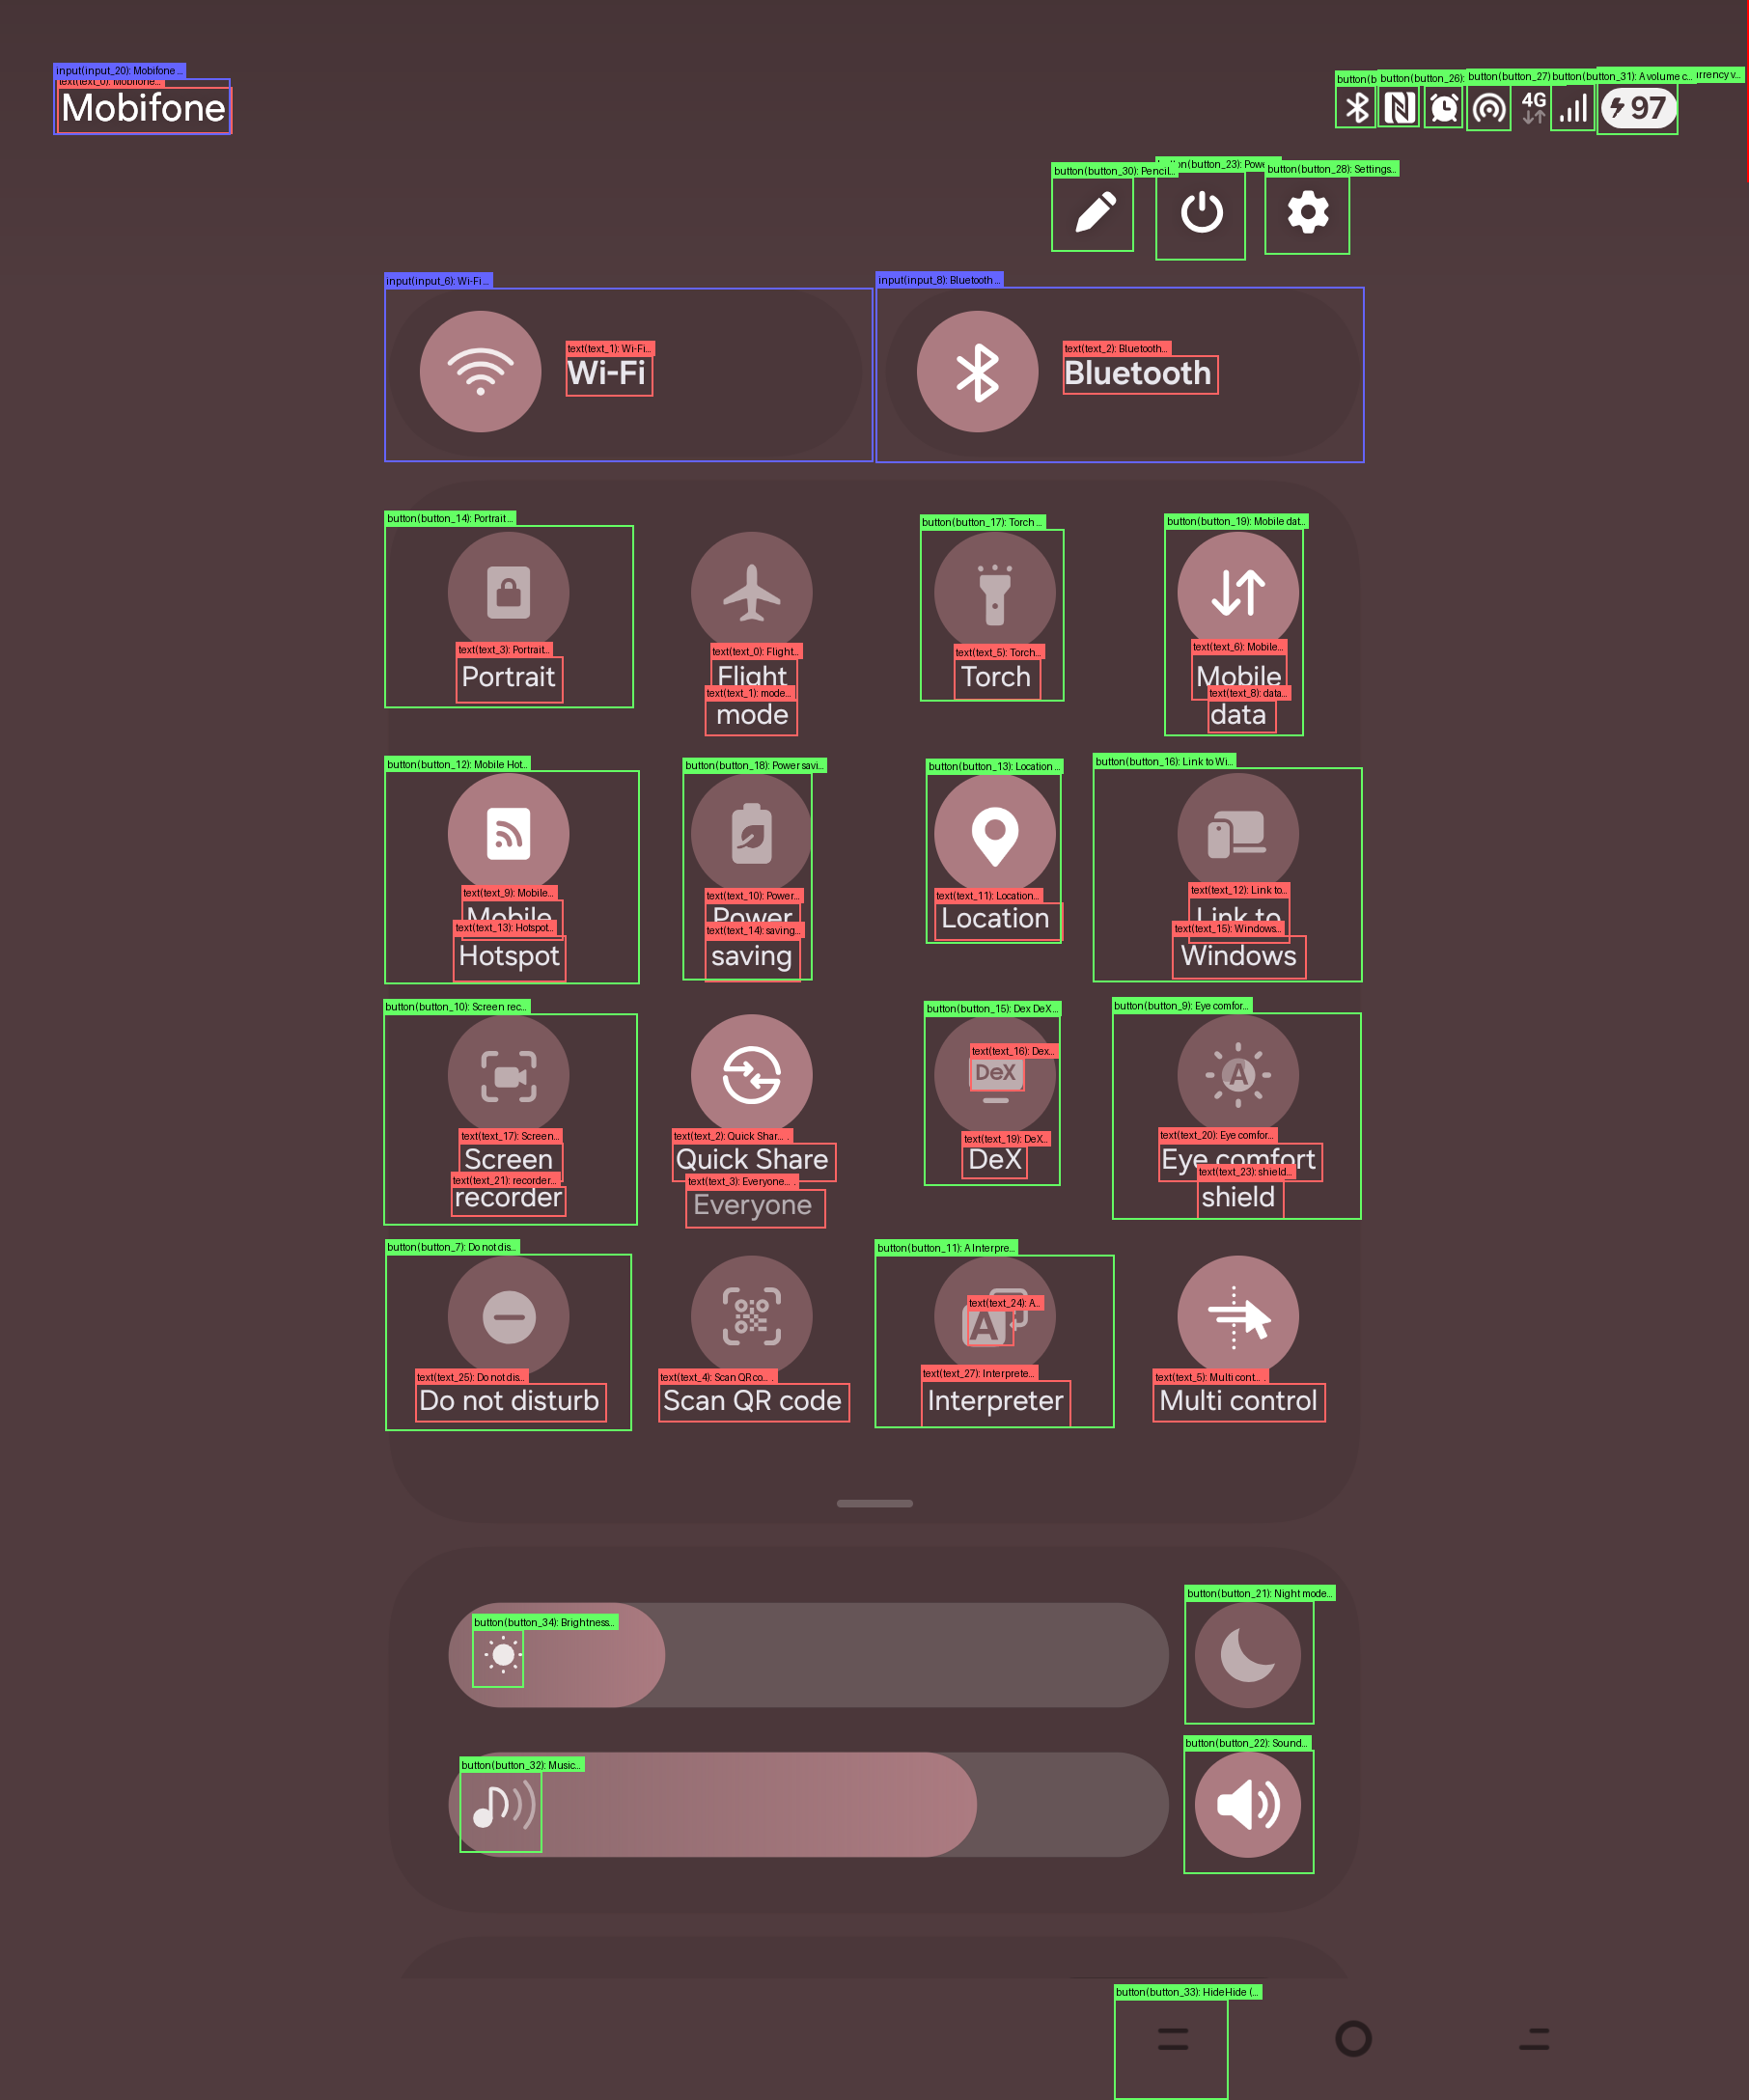 input(input_20): Mobifone ...
text(text_0): Mobifone...
Mobifone
button(b
button(button_26):
button(button_27)
button(button_31): A volume c...
rrency v...
4G
97
button(button_30): Pencil...
button(button_23): Powe
button(button_28): Settings...
input(input_6): Wi-Fi ...
input(input_8): Bluetooth ...
text(text_1): Wi-Fi...
Wi-Fi
text(text_2): Bluetooth...
Bluetooth
button(button_14): Portrait ...
button(button_17): Torch ...
button(button_19): Mobile dat...
text(text_3): Portrait...
Portrait
text(text_0): Flight...
Flight
text(text_1): mode...
mode
text(text_5): Torch...
Torch
text(text_6): Mobile...
Mobile
text(text_8): data...
data
button(button_12): Mobile Hot...
button(button_18): Power savi...
button(button_13): Location ...
button(button_16): Link to Wi...
text(text_9): Mobile...
Mobile
text(text_13): Hotspot...
Hotspot
text(text_10): Power...
Power
text(text_14): saving...
saving
text(text_11): Location...
Location
text(text_12): Link to...
Link to
text(text_15): Windows...
Windows
button(button_10): Screen rec...
button(button_15): Dex DeX...
button(button_9): Eye comfor...
text(text_16): Dex...
DeX
A
text(text_17): Screen...
Screen
text(text_21): recorder...
recorder
text(text_2): Quick Shar... .
Quick Share
text(text_3): Everyone... .
Everyone
text(text_19): DeX...
DeX
text(text_20): Eye comfor...
Eye comfort
text(text_23): shield...
shield
button(button_7): Do not dis...
button(button_11): A Interpre...
text(text_24): A...
A
text(text_25): Do not dis...
Do not disturb
text(text_4): Scan QR co... .
Scan QR code
text(text_27): Interprete...
Interpreter
text(text_5): Multi cont... .
Multi control
button(button_21): Night mode...
button(button_34): Brightness...
button(button_22): Sound...
button(button_32): Music...
button(button_33): HideHide (...